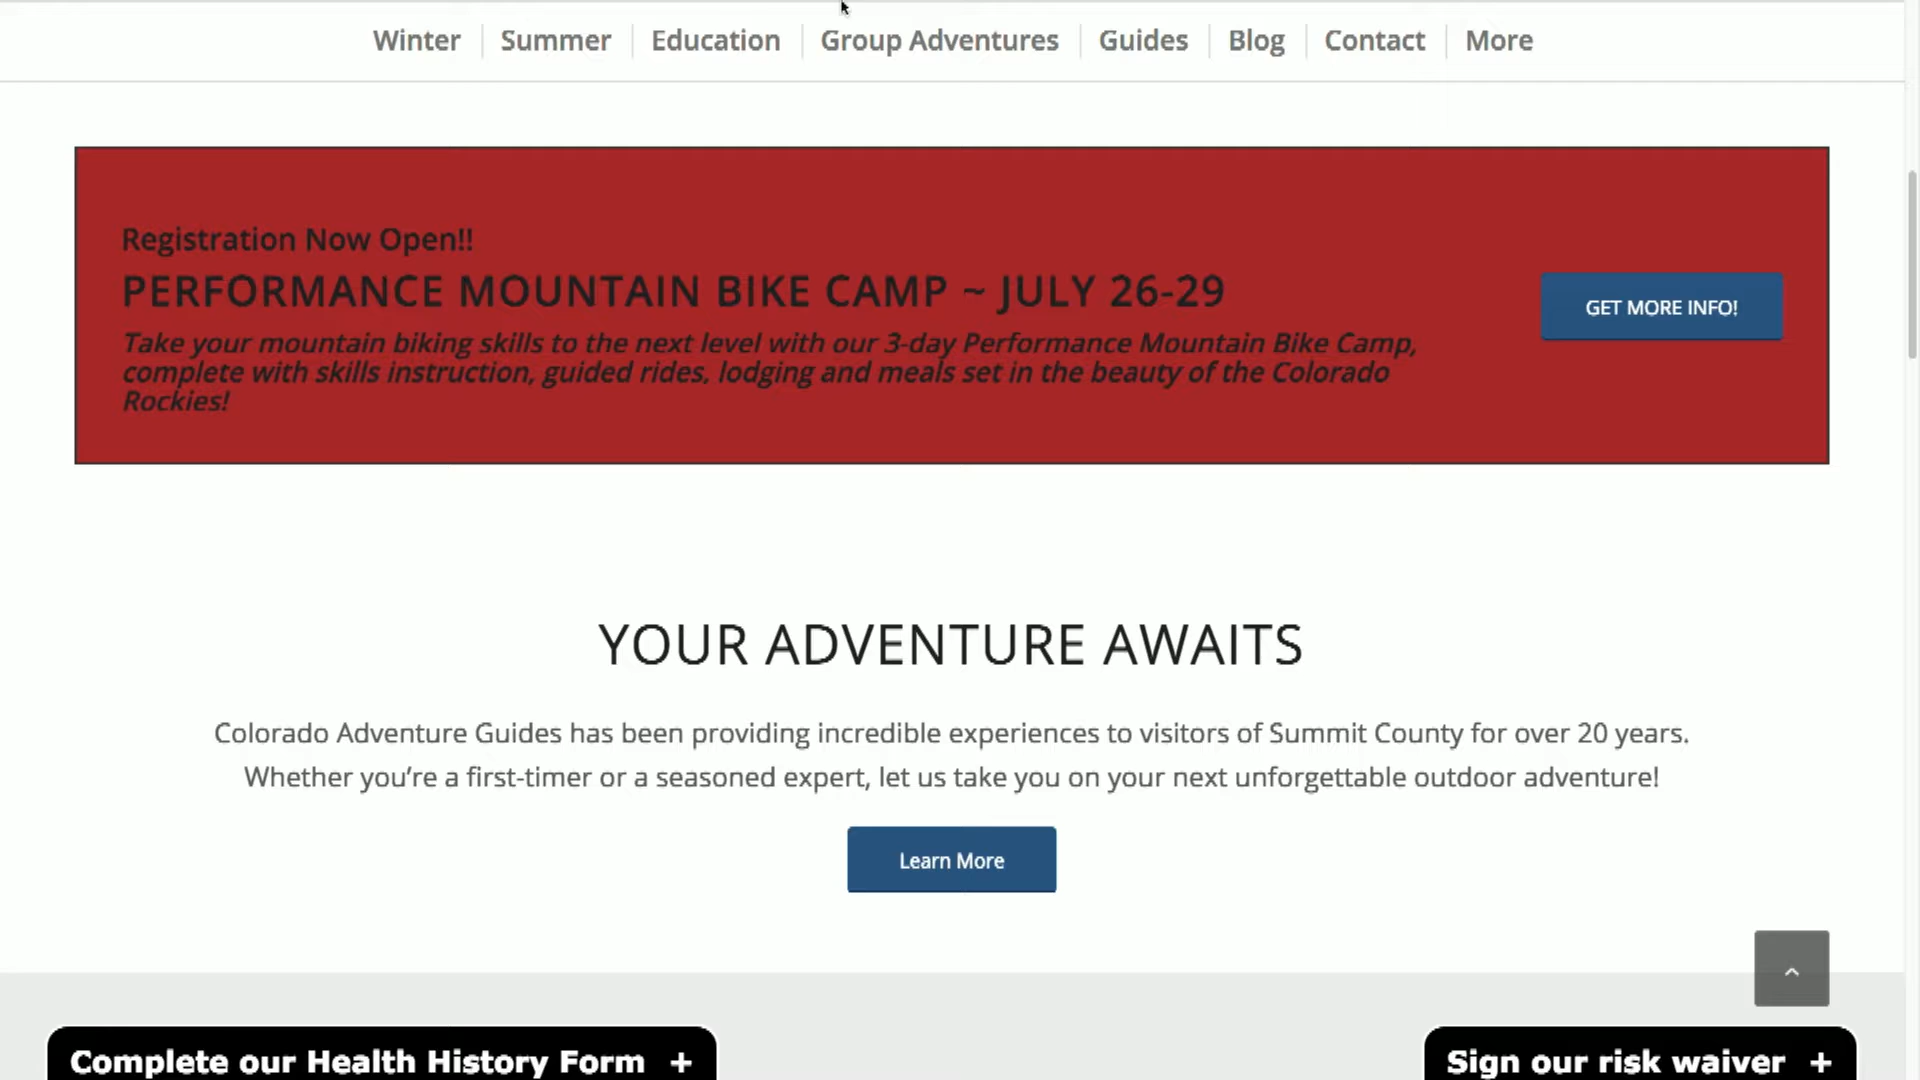 Winter Summer Education Group Adventures Guides Blog Contact More
Registration Now Open!!
PERFORMANCE MOUNTAIN BIKE CAMP ~ JULY 26-29
GET MORE INFO!
Take your mountain biking skills to the next level with our 3-day Performance Mountain Bike Camp,
complete with skills instruction, guided rides, lodging and meals set in the beauty of the Colorado
Rockies!
YOUR ADVENTURE AWAITS
Colorado Adventure Guides has been providing incredible experiences to visitors of Summit County for over 20 years.
Whether you’re a first-timer or a seasoned expert, let us take you on your next unforgettable outdoor adventure!
Learn More
Complete our Health History Form +
Sign our risk waiver +